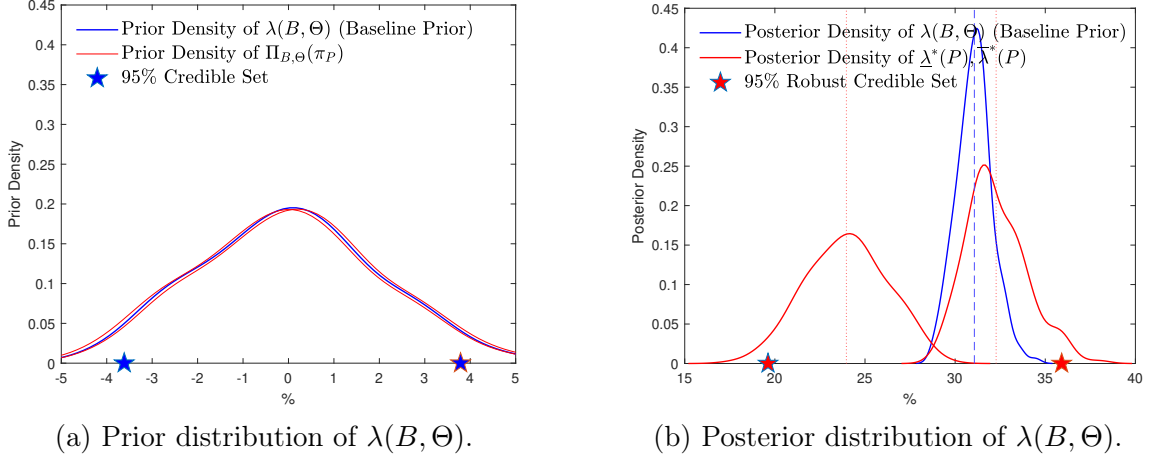 0.45
0.4
0.35
0.3
0.25
0.2
0.15
0.1
0.05
0
Prior Density
Prior Density of λ(B, Θ) (Baseline Prior)
Prior Density of Π_{B,Θ}(π_P)
95% Credible Set
-5 -4 -3 -2 -1 0 1 2 3 4 5
%
(a) Prior distribution of λ(B, Θ).
0.45
0.4
0.35
0.3
0.25
0.2
0.15
0.1
0.05
0
Posterior Density
Posterior Density of λ(B, Θ) (Baseline Prior)
Posterior Density of λ̲*(P), λ̅*(P)
95% Robust Credible Set
15 20 25 30 35 40
%
(b) Posterior distribution of λ(B, Θ).